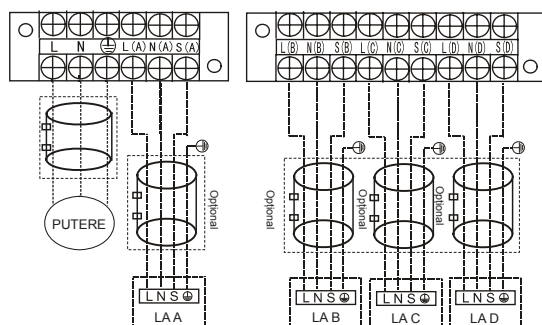 L N ⏚ L(A) N(A) S(A)
L(B) N(B) S(B) L(C) N(C) S(C) L(D) N(D) S(D)
PUTERE
Optional
Optional
Optional
Optional
L N S ⏚
LA A
L N S ⏚
LA B
L N S ⏚
LA C
L N S ⏚
LA D